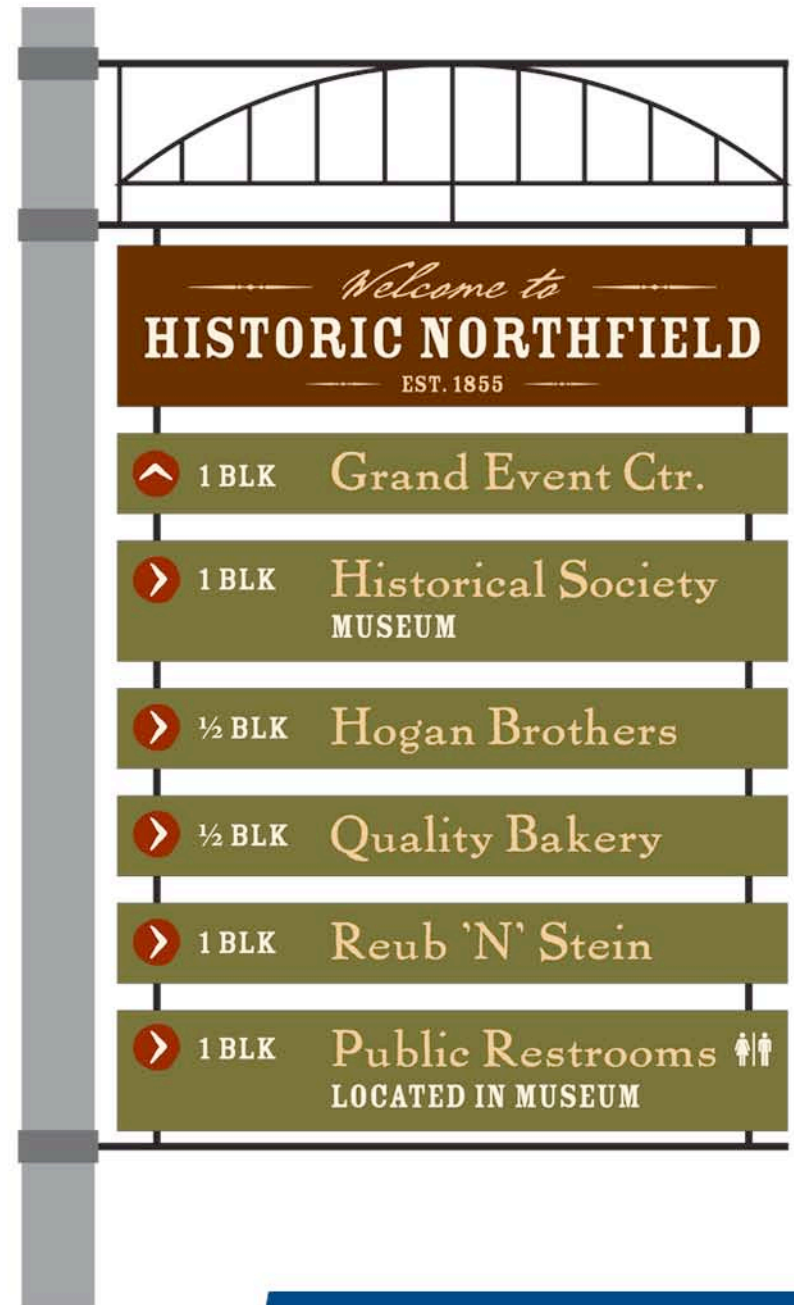 Welcome to
HISTORIC NORTHFIELD
EST. 1855
1 BLK Grand Event Ctr.
1 BLK Historical Society
MUSEUM
½ BLK Hogan Brothers
½ BLK Quality Bakery
1 BLK Reub 'N' Stein
1 BLK Public Restrooms
LOCATED IN MUSEUM